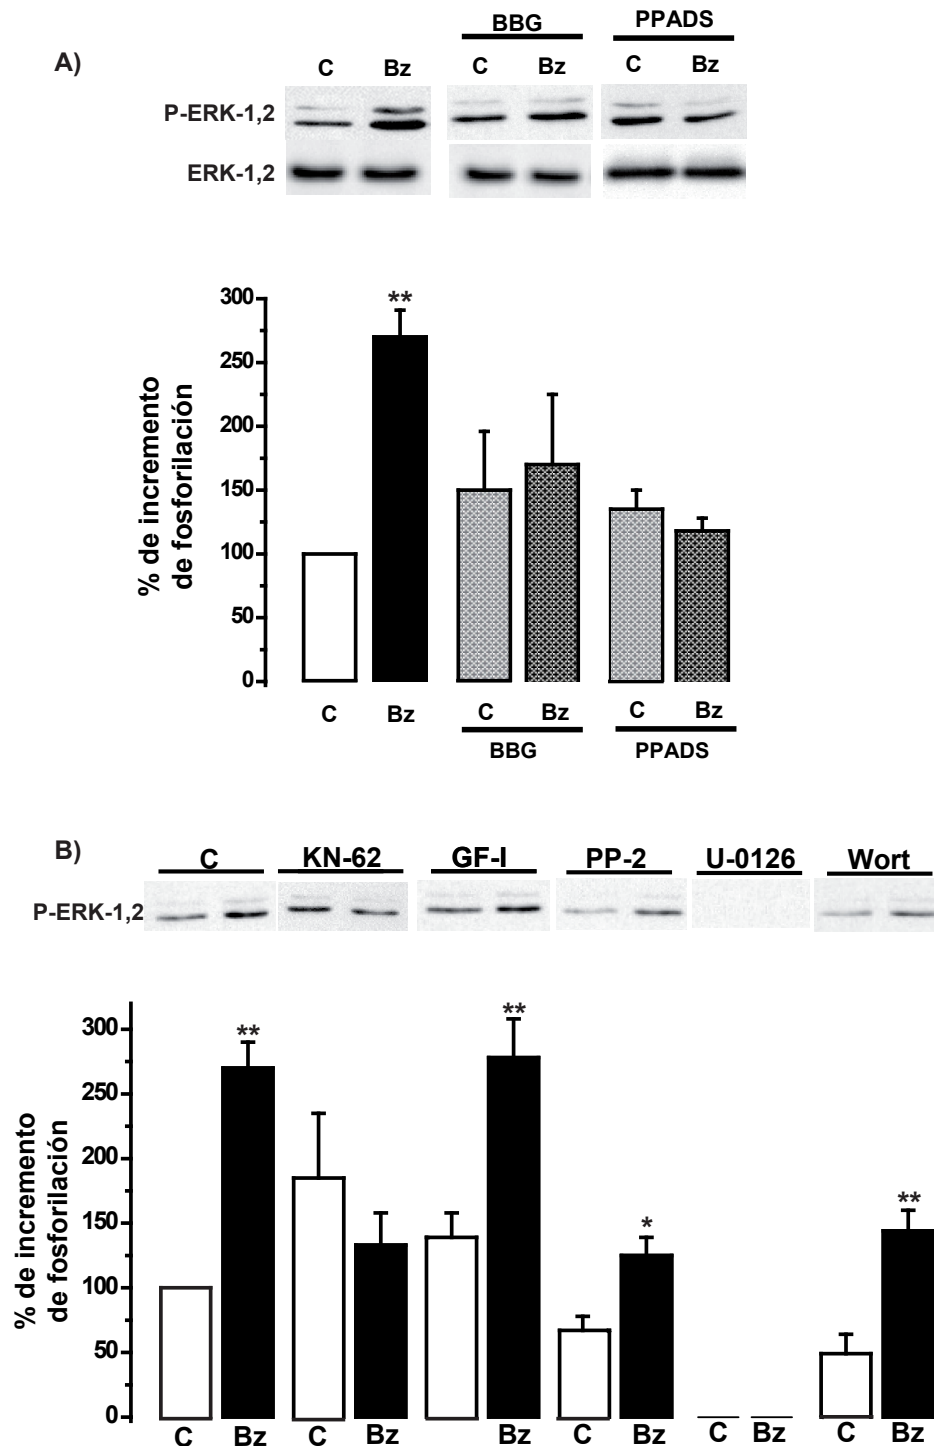 BBG PPADS
A) C Bz C Bz C Bz
P-ERK-1,2
ERK-1,2
**
300
250
200
150
100
50
0
% de incremento
de fosforilación
C Bz C Bz C Bz
BBG PPADS
B) C KN-62 GF-I PP-2 U-0126 Wort
P-ERK-1,2
** ** * **
300
250
200
150
100
50
0
% de incremento
de fosforilación
C Bz C Bz Bz C Bz C Bz C Bz